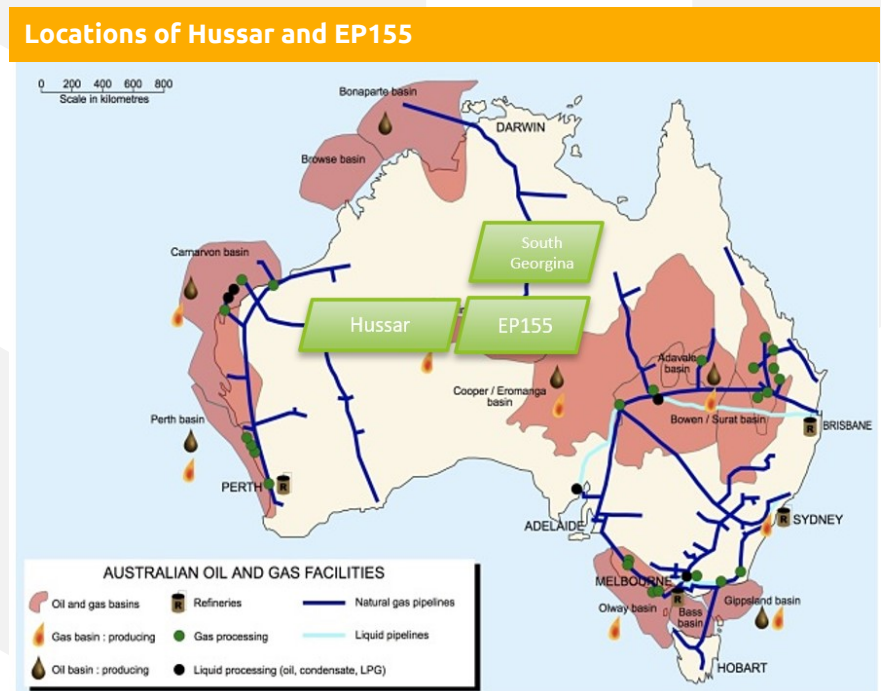 Locations of Hussar and EP155
0 200 400 600 800
Scale in kilometres
Bonaparte basin
DARWIN
Browse basin
South
Georgina
Carnarvon basin
Hussar
EP155
Adavale
basin
Cooper / Eromanga
basin
Perth basin
Bowen / Surat basin
R BRISBANE
PERTH R
R SYDNEY
ADELAIDE
MELBOURNE
R
Otway basin
Bass
basin
Gippsland basin
HOBART
AUSTRALIAN OIL AND GAS FACILITIES
Oil and gas basins
R Refineries
Natural gas pipelines
Gas basin : producing
Gas processing
Liquid pipelines
Oil basin : producing
Liquid processing (oil, condensate, LPG)